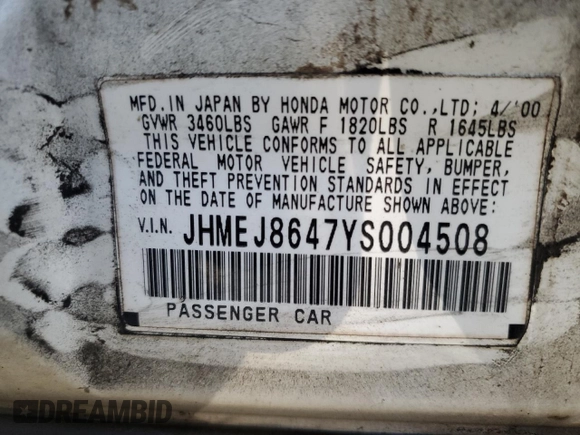 MFD. IN JAPAN BY HONDA MOTOR CO.,LTD; 4/'00
GVWR 3460LBS GAWR F 1820LBS R 1645LBS
THIS VEHICLE CONFORMS TO ALL APPLICABLE
FEDERAL MOTOR VEHICLE SAFETY, BUMPER,
AND THEFT PREVENTION STANDARDS IN EFFECT
ON THE DATE OF MANUFACTURE SHOWN ABOVE:
V.I.N. JHMEJ8647YS004508
PASSENGER CAR
DREAMBID